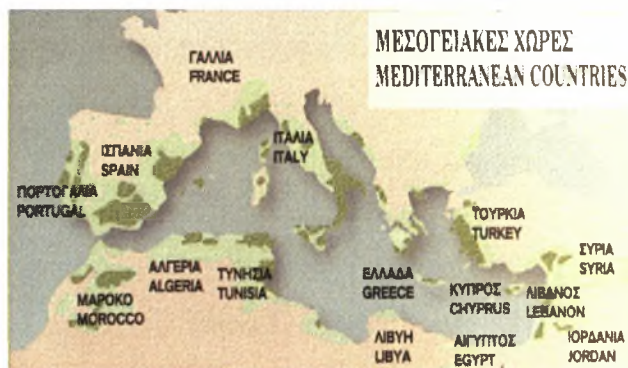 ΜΕΣΟΓΕΙΑΚΕΣ ΧΩΡΕΣ
MEDITERRANEAN COUNTRIES
ΓΑΛΛΙΑ
FRANCE
ΙΣΠΑΝΙΑ
SPAIN
ΙΤΑΛΙΑ
ITALY
ΠΟΡΤΟΓΑΛΙΑ
PORTUGAL
ΤΟΥΡΚΙΑ
TURKEY
ΣΥΡΙΑ
SYRIA
ΑΛΓΕΡΙΑ
ALGERIA
ΤΥΝΗΣΙΑ
TUNISIA
ΕΛΛΑΔΑ
GREECE
ΚΥΠΡΟΣ
CHYPRUS
ΛΙΒΑΝΟΣ
LEBANON
ΜΑΡΟΚΟ
MOROCCO
ΛΙΒΥΗ
LIBYA
ΑΙΓΥΠΤΟΣ
EGYPT
ΙΟΡΔΑΝΙΑ
JORDAN